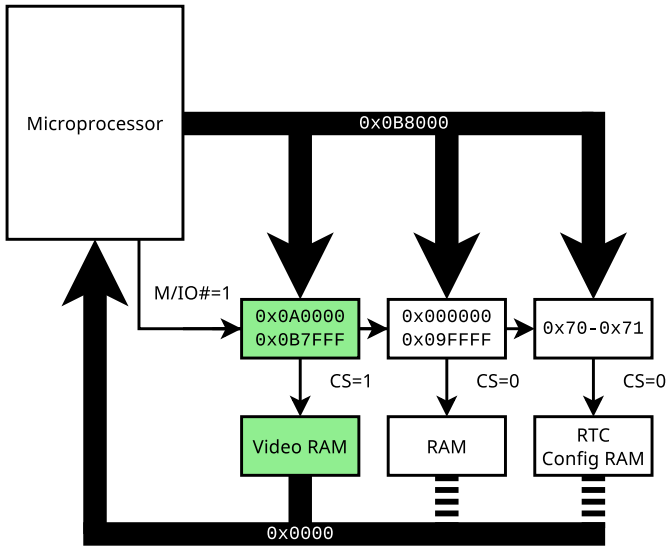 Microprocessor
0x0B8000
M/IO#=1
0x0A0000
0x0B7FFF
0x000000
0x09FFFF
0x70-0x71
CS=1
CS=0
CS=0
Video RAM
RAM
RTC
Config RAM
0x0000